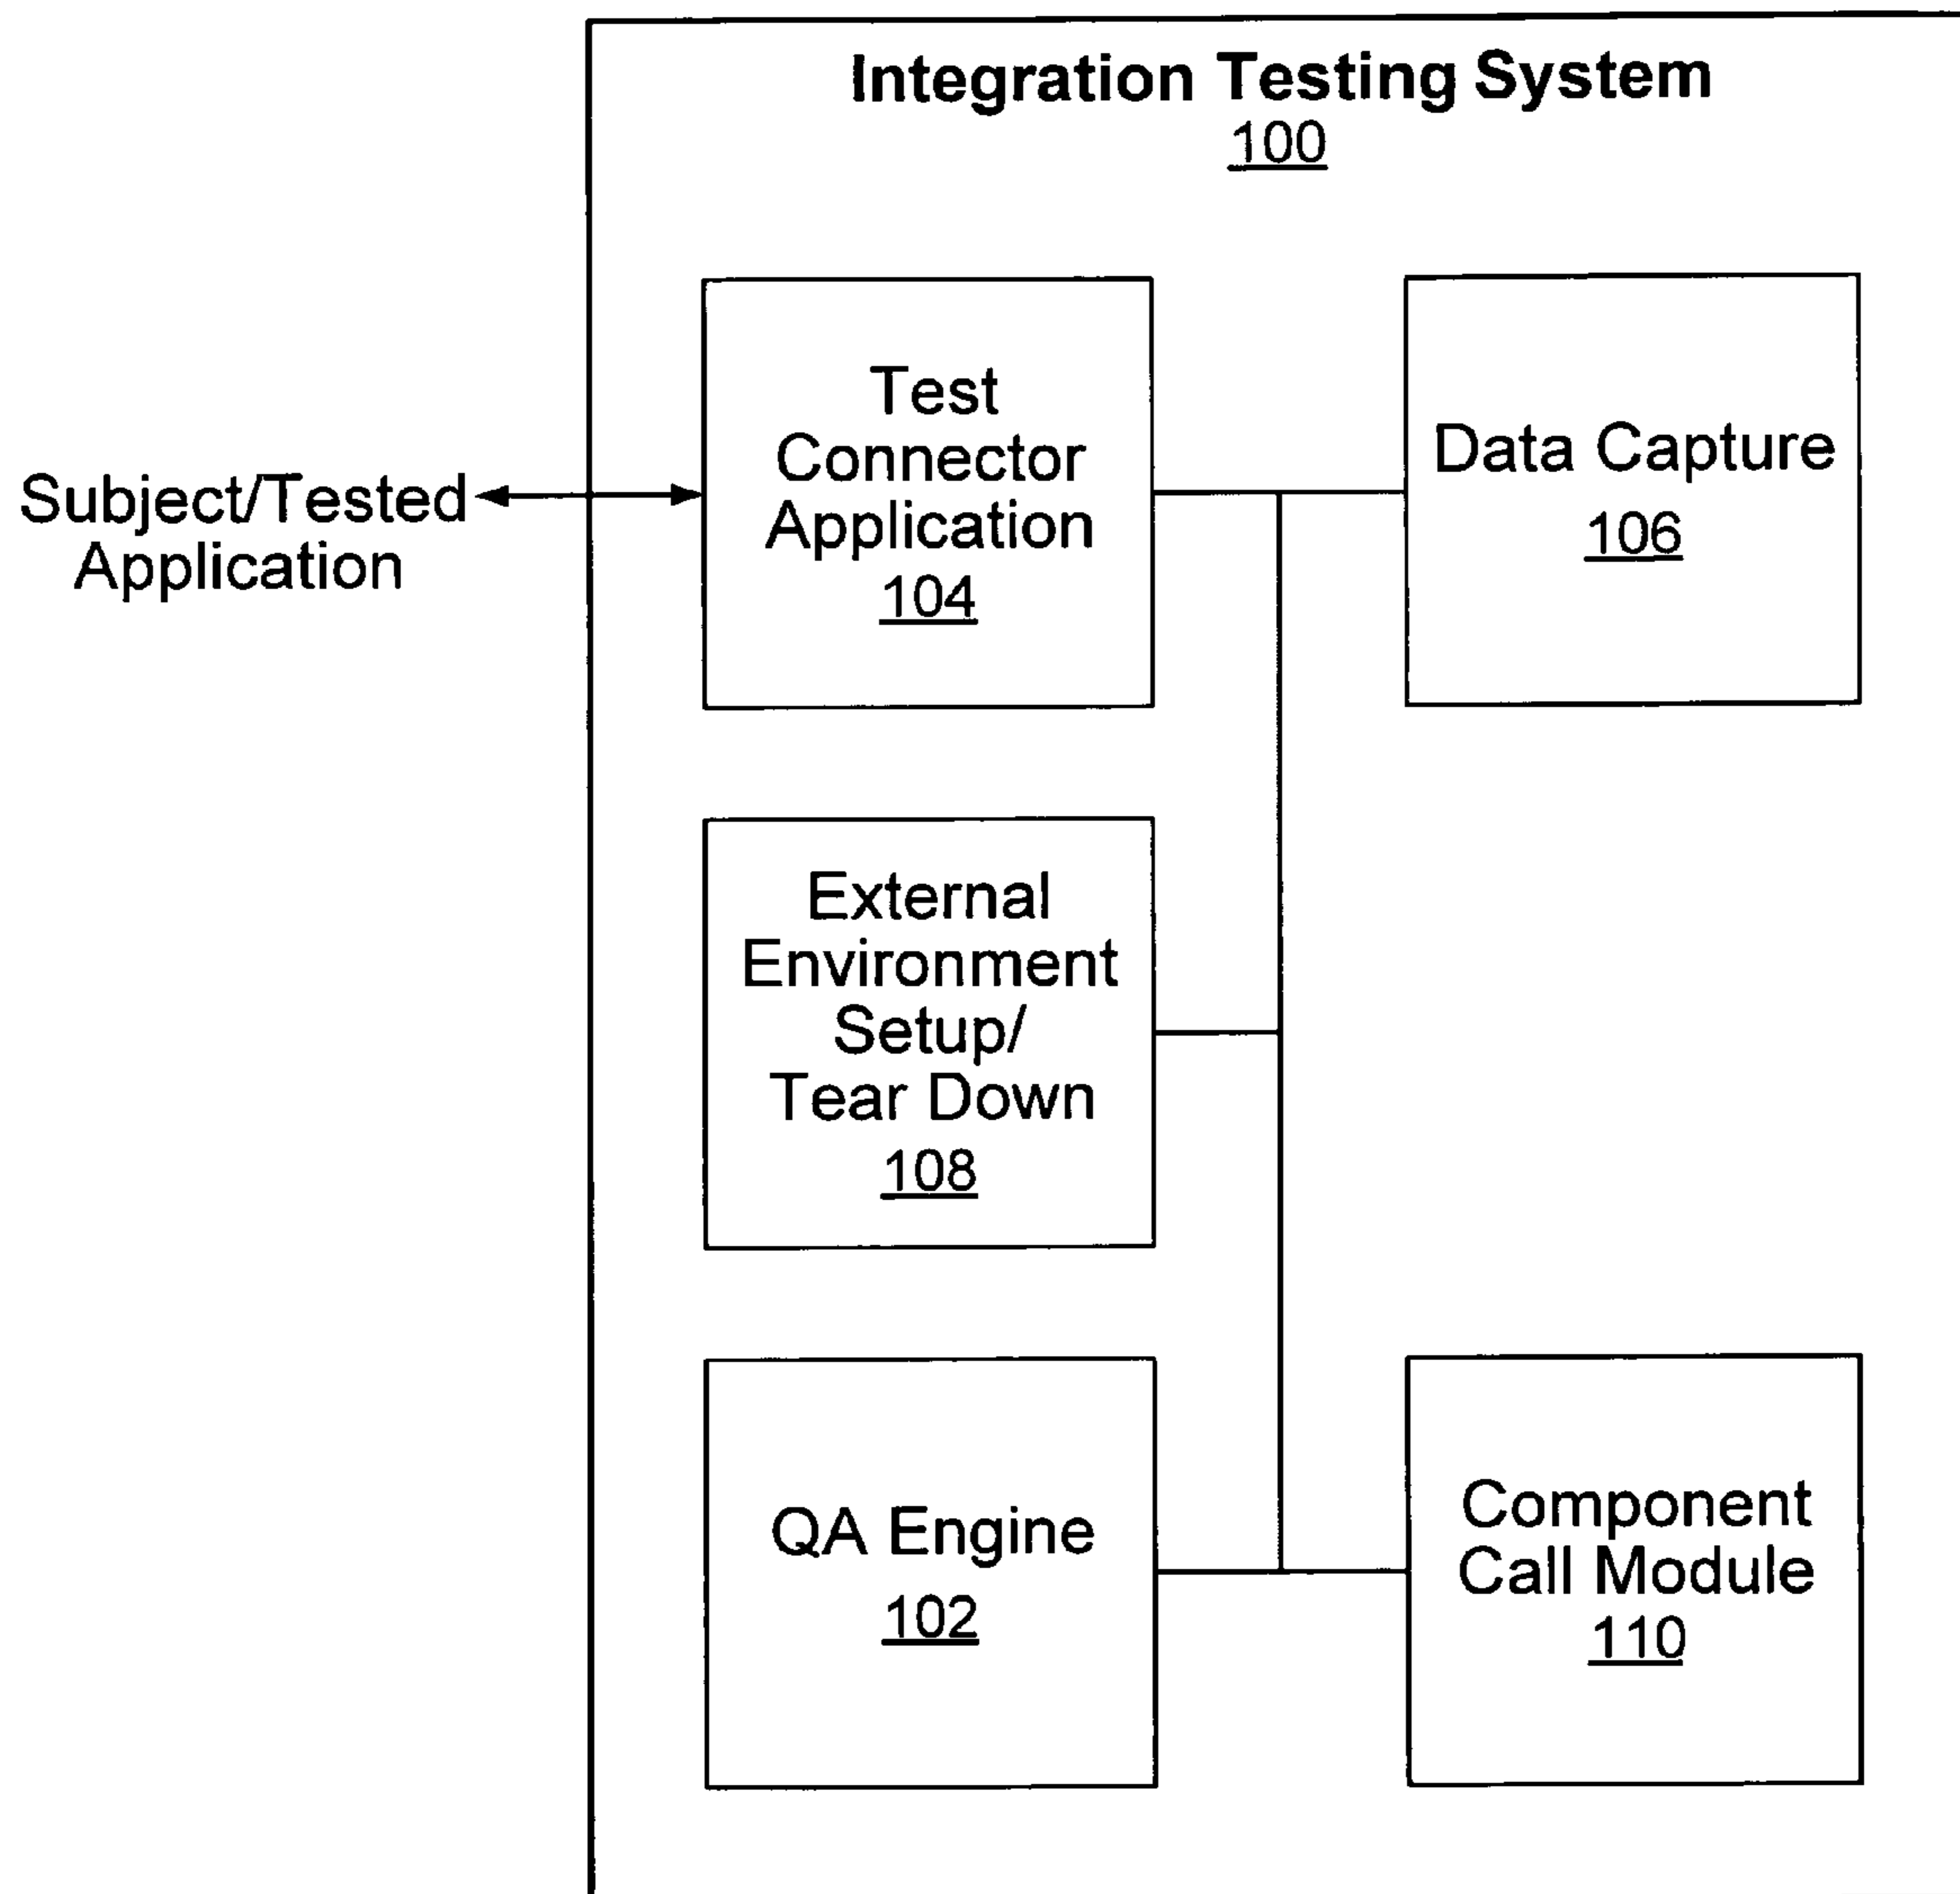 Integration Testing System
100
Subject/Tested
Application
Test
Connector
Application
104
Data Capture
106
External
Environment
Setup/
Tear Down
108
QA Engine
102
Component
Call Module
110